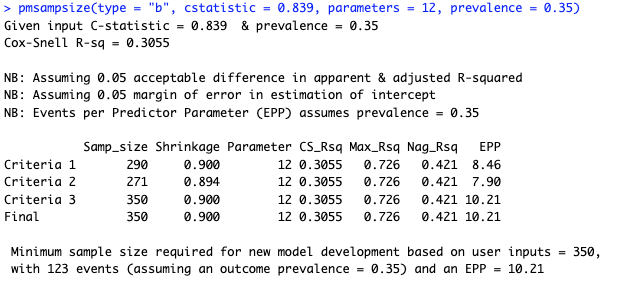 > pmsampsize(type = "b", cstatistic = 0.839, parameters = 12, prevalence = 0.35)
Given input C-statistic = 0.839  & prevalence = 0.35
Cox-Snell R-sq = 0.3055

NB: Assuming 0.05 acceptable difference in apparent & adjusted R-squared
NB: Assuming 0.05 margin of error in estimation of intercept
NB: Events per Predictor Parameter (EPP) assumes prevalence = 0.35

           Samp_size Shrinkage Parameter CS_Rsq Max_Rsq Nag_Rsq   EPP
Criteria 1       290     0.900        12 0.3055   0.726   0.421  8.46
Criteria 2       271     0.894        12 0.3055   0.726   0.421  7.90
Criteria 3       350     0.900        12 0.3055   0.726   0.421 10.21
Final            350     0.900        12 0.3055   0.726   0.421 10.21

 Minimum sample size required for new model development based on user inputs = 350,
 with 123 events (assuming an outcome prevalence = 0.35) and an EPP = 10.21